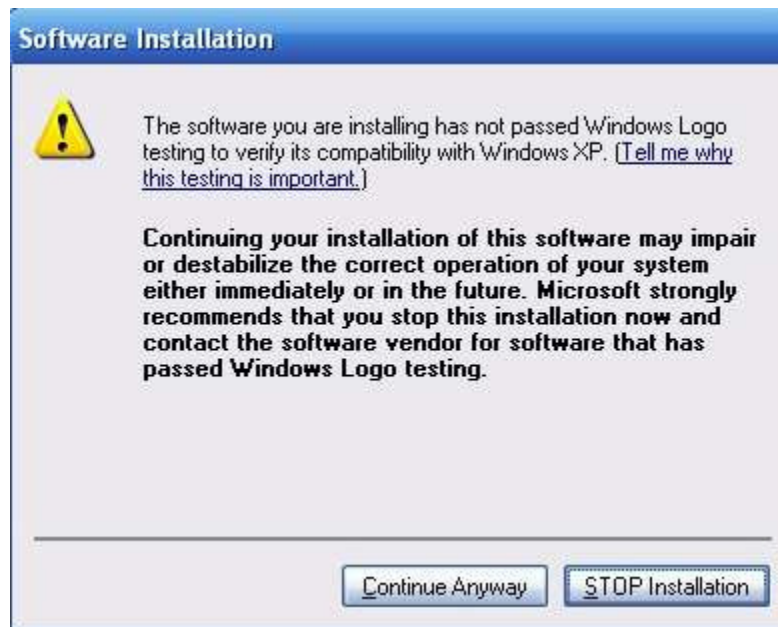 Software Installation
The software you are installing has not passed Windows Logo
testing to verify its compatibility with Windows XP. (Tell me why
this testing is important.)
Continuing your installation of this software may impair
or destabilize the correct operation of your system
either immediately or in the future. Microsoft strongly
recommends that you stop this installation now and
contact the software vendor for software that has
passed Windows Logo testing.
Continue Anyway
STOP Installation